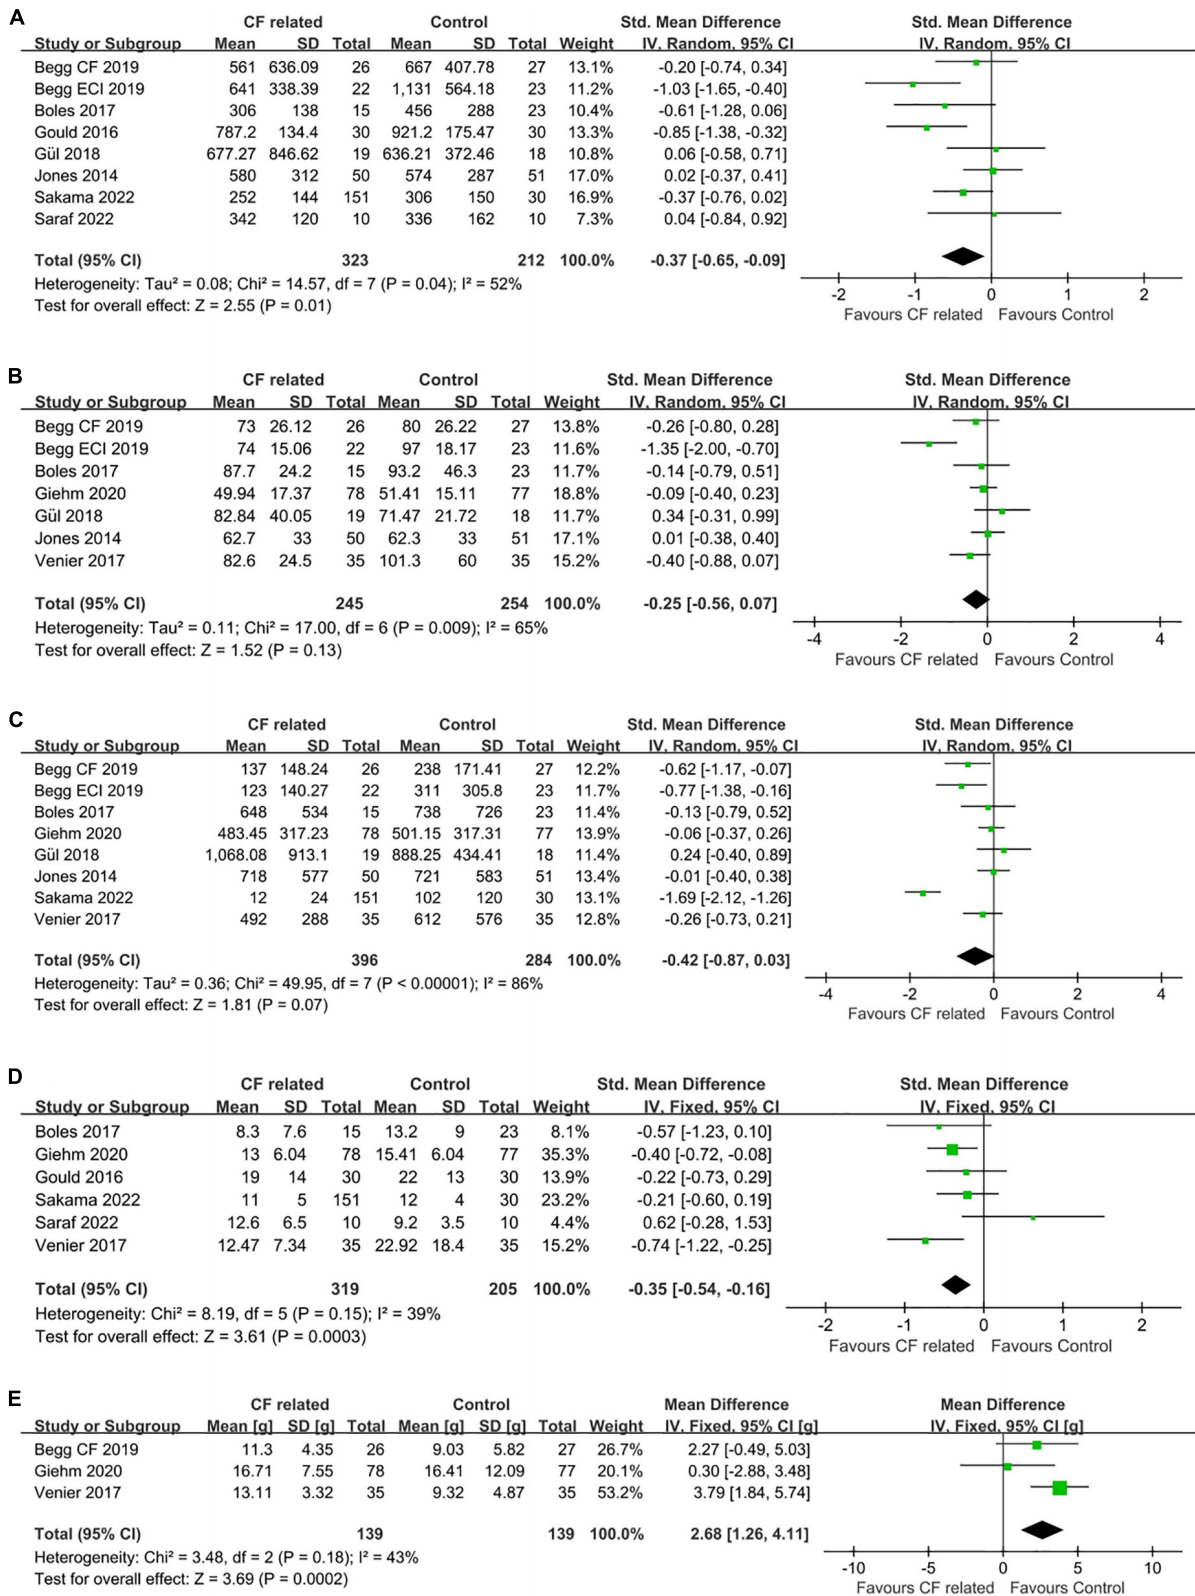 A
CF related Control Std. Mean Difference Std. Mean Difference
Study or Subgroup Mean SD Total Mean SD Total Weight IV, Random, 95% CI IV, Random, 95% CI
Begg CF 2019 561 636.09 26 667 407.78 27 13.1% -0.20 [-0.74, 0.34]
Begg ECI 2019 641 338.39 22 1,131 564.18 23 11.2% -1.03 [-1.65, -0.40]
Boles 2017 306 138 15 456 288 23 10.4% -0.61 [-1.28, 0.06]
Gould 2016 787.2 134.4 30 921.2 175.47 30 13.3% -0.85 [-1.38, -0.32]
Gül 2018 677.27 846.62 19 636.21 372.46 18 10.8% 0.06 [-0.58, 0.71]
Jones 2014 580 312 50 574 287 51 17.0% 0.02 [-0.37, 0.41]
Sakama 2022 252 144 151 306 150 30 16.9% -0.37 [-0.76, 0.02]
Saraf 2022 342 120 10 336 162 10 7.3% 0.04 [-0.84, 0.92]
Total (95% CI) 323 212 100.0% -0.37 [-0.65, -0.09]
Heterogeneity: Tau² = 0.08; Chi² = 14.57, df = 7 (P = 0.04); I² = 52%
Test for overall effect: Z = 2.55 (P = 0.01)
-2 -1 0 1 2
Favours CF related Favours Control
B
CF related Control Std. Mean Difference Std. Mean Difference
Study or Subgroup Mean SD Total Mean SD Total Weight IV, Random, 95% CI IV, Random, 95% CI
Begg CF 2019 73 26.12 26 80 26.22 27 13.8% -0.26 [-0.80, 0.28]
Begg ECI 2019 74 15.06 22 97 18.17 23 11.6% -1.35 [-2.00, -0.70]
Boles 2017 87.7 24.2 15 93.2 46.3 23 11.7% -0.14 [-0.79, 0.51]
Giehm 2020 49.94 17.37 78 51.41 15.11 77 18.8% -0.09 [-0.40, 0.23]
Gül 2018 82.84 40.05 19 71.47 21.72 18 11.7% 0.34 [-0.31, 0.99]
Jones 2014 62.7 33 50 62.3 33 51 17.1% 0.01 [-0.38, 0.40]
Venier 2017 82.6 24.5 35 101.3 60 35 15.2% -0.40 [-0.88, 0.07]
Total (95% CI) 245 254 100.0% -0.25 [-0.56, 0.07]
Heterogeneity: Tau² = 0.11; Chi² = 17.00, df = 6 (P = 0.009); I² = 65%
Test for overall effect: Z = 1.52 (P = 0.13)
-4 -2 0 2 4
Favours CF related Favours Control
C
CF related Control Std. Mean Difference Std. Mean Difference
Study or Subgroup Mean SD Total Mean SD Total Weight IV, Random, 95% CI IV, Random, 95% CI
Begg CF 2019 137 148.24 26 238 171.41 27 12.2% -0.62 [-1.17, -0.07]
Begg ECI 2019 123 140.27 22 311 305.8 23 11.7% -0.77 [-1.38, -0.16]
Boles 2017 648 534 15 738 726 23 11.4% -0.13 [-0.79, 0.52]
Giehm 2020 483.45 317.23 78 501.15 317.31 77 13.9% -0.06 [-0.37, 0.26]
Gül 2018 1,068.08 913.1 19 888.25 434.41 18 11.4% 0.24 [-0.40, 0.89]
Jones 2014 718 577 50 721 583 51 13.4% -0.01 [-0.40, 0.38]
Sakama 2022 12 24 151 102 120 30 13.1% -1.69 [-2.12, -1.26]
Venier 2017 492 288 35 612 576 35 12.8% -0.26 [-0.73, 0.21]
Total (95% CI) 396 284 100.0% -0.42 [-0.87, 0.03]
Heterogeneity: Tau² = 0.36; Chi² = 49.95, df = 7 (P < 0.00001); I² = 86%
Test for overall effect: Z = 1.81 (P = 0.07)
-4 -2 0 2 4
Favours CF related Favours Control
D
CF related Control Std. Mean Difference Std. Mean Difference
Study or Subgroup Mean SD Total Mean SD Total Weight IV, Fixed, 95% CI IV, Fixed, 95% CI
Boles 2017 8.3 7.6 15 13.2 9 23 8.1% -0.57 [-1.23, 0.10]
Giehm 2020 13 6.04 78 15.41 6.04 77 35.3% -0.40 [-0.72, -0.08]
Gould 2016 19 14 30 22 13 30 13.9% -0.22 [-0.73, 0.29]
Sakama 2022 11 5 151 12 4 30 23.2% -0.21 [-0.60, 0.19]
Saraf 2022 12.6 6.5 10 9.2 3.5 10 4.4% 0.62 [-0.28, 1.53]
Venier 2017 12.47 7.34 35 22.92 18.4 35 15.2% -0.74 [-1.22, -0.25]
Total (95% CI) 319 205 100.0% -0.35 [-0.54, -0.16]
Heterogeneity: Chi² = 8.19, df = 5 (P = 0.15); I² = 39%
Test for overall effect: Z = 3.61 (P = 0.0003)
-2 -1 0 1 2
Favours CF related Favours Control
E
CF related Control Mean Difference Mean Difference
Study or Subgroup Mean [g] SD [g] Total Mean [g] SD [g] Total Weight IV, Fixed, 95% CI [g] IV, Fixed, 95% CI [g]
Begg CF 2019 11.3 4.35 26 9.03 5.82 27 26.7% 2.27 [-0.49, 5.03]
Giehm 2020 16.71 7.55 78 16.41 12.09 77 20.1% 0.30 [-2.88, 3.48]
Venier 2017 13.11 3.32 35 9.32 4.87 35 53.2% 3.79 [1.84, 5.74]
Total (95% CI) 139 139 100.0% 2.68 [1.26, 4.11]
Heterogeneity: Chi² = 3.48, df = 2 (P = 0.18); I² = 43%
Test for overall effect: Z = 3.69 (P = 0.0002)
-10 -5 0 5 10
Favours CF related Favours Control